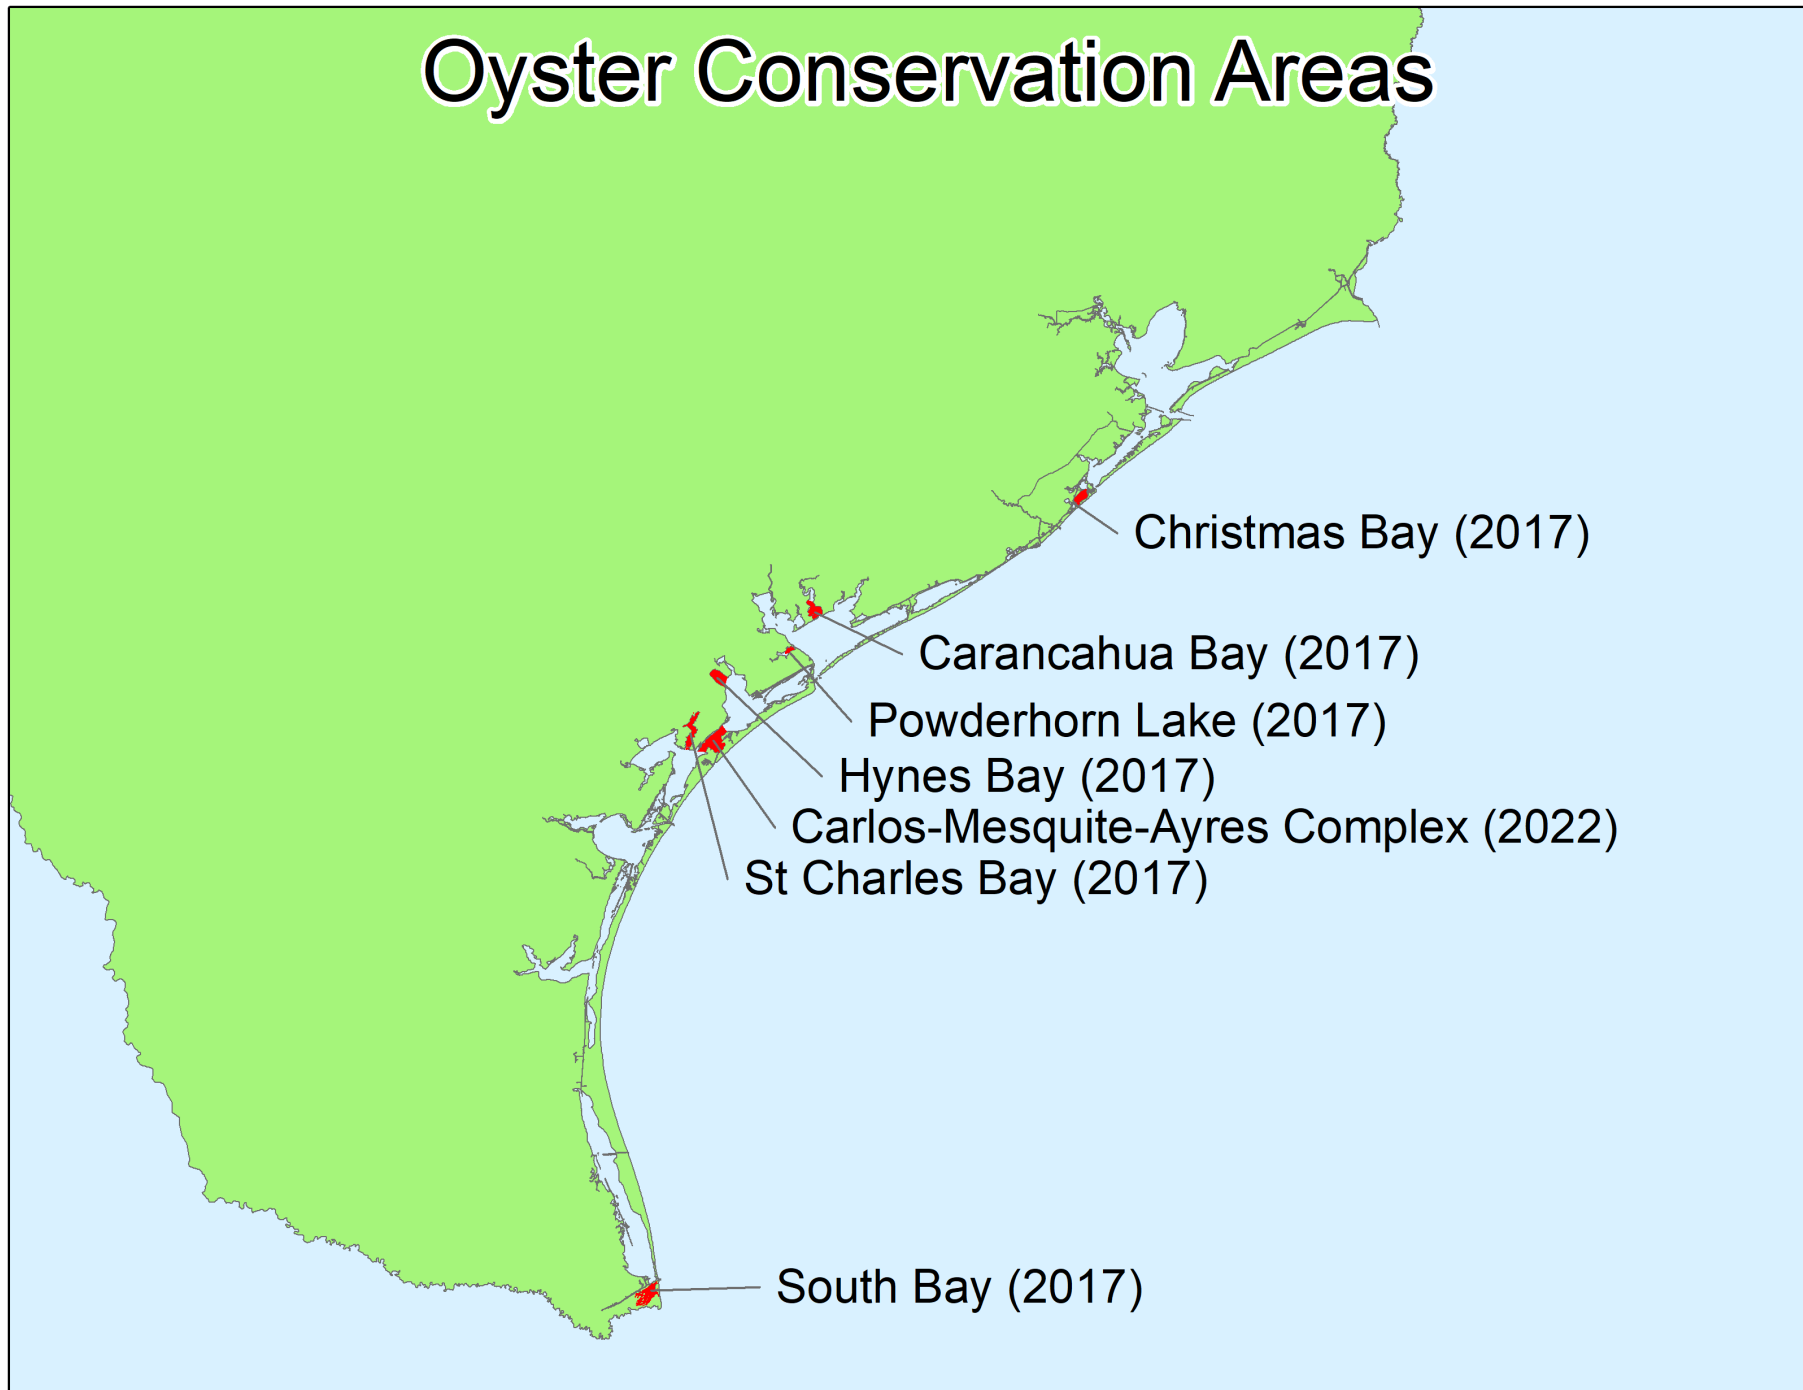 Oyster Conservation Areas
Christmas Bay (2017)
Carancahua Bay (2017)
Powderhorn Lake (2017)
Hynes Bay (2017)
Carlos-Mesquite-Ayres Complex (2022)
St Charles Bay (2017)
South Bay (2017)